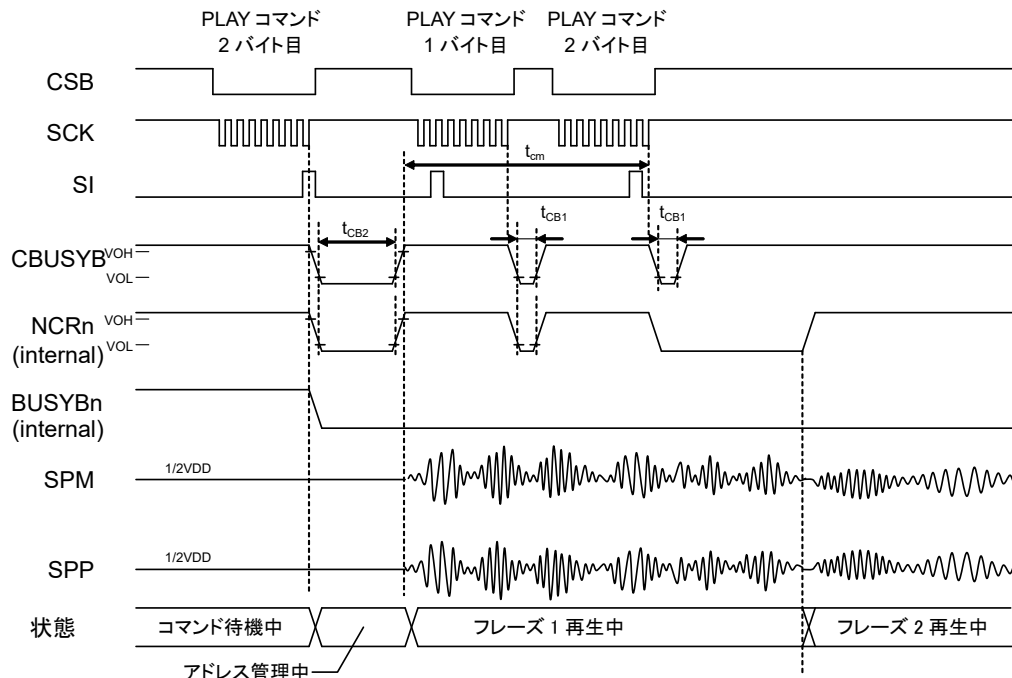 PLAY コマンド
2 バイト目
PLAY コマンド
1 バイト目
PLAY コマンド
2 バイト目
CSB
SCK
tcm
SI
tCB2
tCB1
tCB1
CBUSYB
VOH
VOL
NCRn
(internal)
VOH
VOL
BUSYBn
(internal)
SPM
1/2VDD
SPP
1/2VDD
状態
コマンド待機中
フレーズ 1 再生中
フレーズ 2 再生中
アドレス管理中